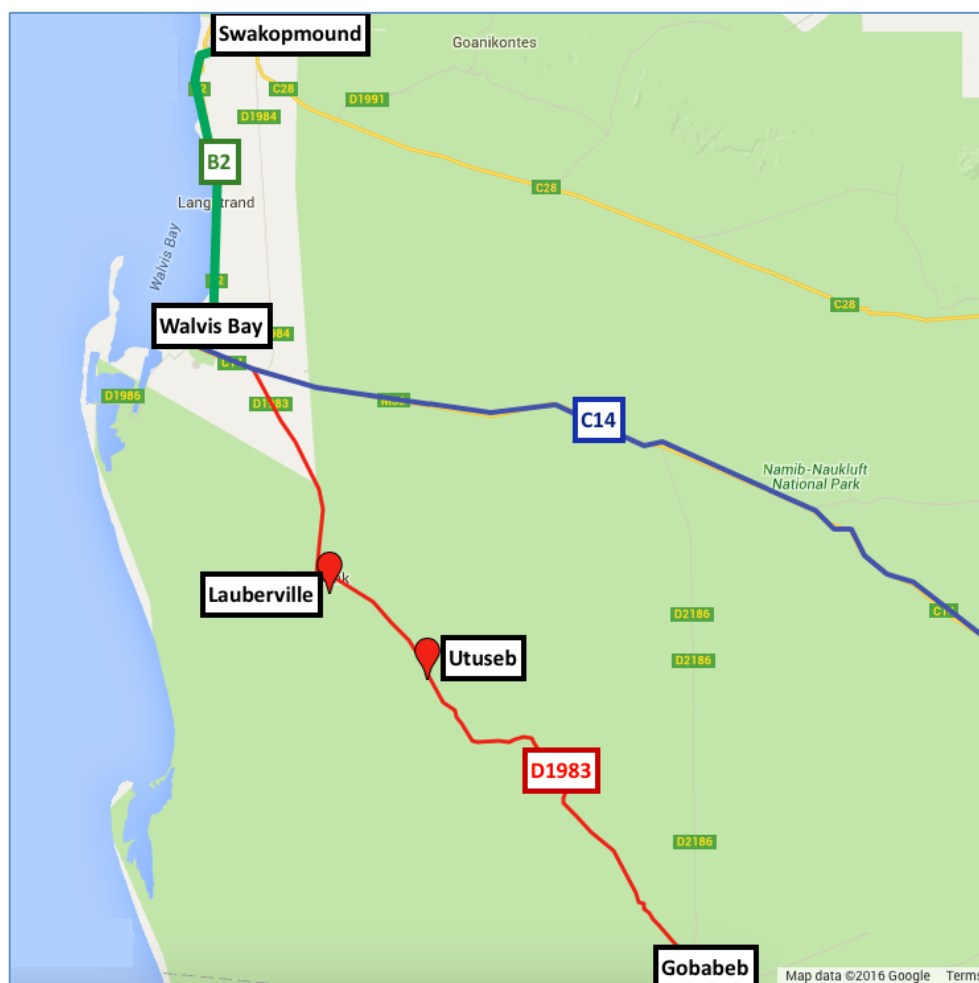 Swakopmound
Goanikontes
C28
D1991
D1984
B2
C28
Langstrand
Walvis Bay
C28
Walvis Bay
D1986
D1983
C14
Namib-Naukluft
National Park
Lauberville
D2186
Utuseb
D2186
D1983
D2186
Gobabeb
Map data ©2016 Google
Terms